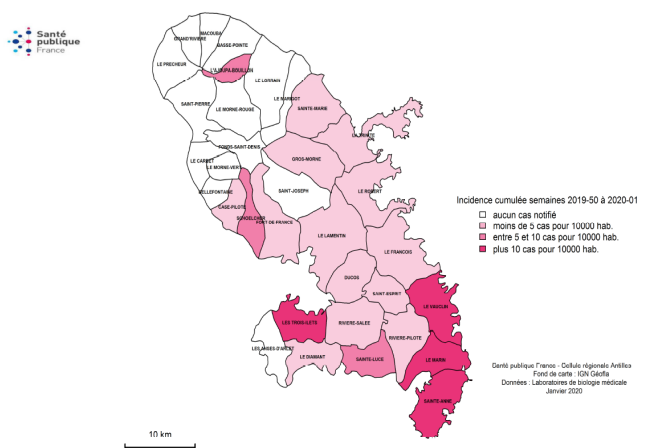 Santé
publique
France
MACOUBA
GRAND'RIVIERE
BASSE-POINTE
LE PRECHEUR
L'AJOUPA-BOUILLON
LE LORRAIN
SAINT-PIERRE
LE MORNE-ROUGE
LE MARIGOT
SAINTE-MARIE
LA TRINITE
FONDS-SAINT-DENIS
LE CARBET
LE MORNE-VERT
GROS-MORNE
BELLEFONTAINE
SAINT-JOSEPH
LE ROBERT
CASE-PILOTE
SCHOELCHER
FORT-DE-FRANCE
LE LAMENTIN
LE FRANCOIS
DUCOS
SAINT-ESPRIT
LE VAUCLIN
LES TROIS-ILETS
RIVIERE-SALEE
RIVIERE-PILOTE
LES ANSES-D'ARLET
LE DIAMANT
SAINTE-LUCE
LE MARIN
SAINTE-ANNE
Incidence cumulée semaines 2019-50 à 2020-01
aucun cas notifié
moins de 5 cas pour 10000 hab.
entre 5 et 10 cas pour 10000 hab.
plus 10 cas pour 10000 hab.
Santé publique France - Cellule régionale Antilles
Fond de carte : IGN Géofla
Données : Laboratoires de biologie médicale
Janvier 2020
10 km